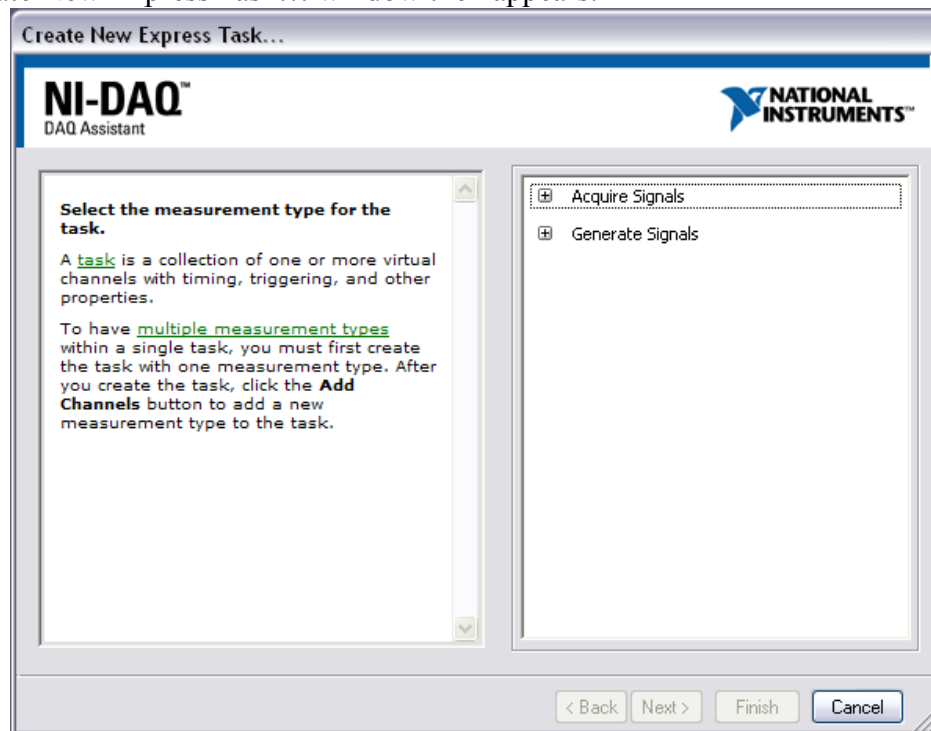 Create New Express Task...
NI-DAQ™
DAQ Assistant
NATIONAL
INSTRUMENTS™
Select the measurement type for the
task.
A task is a collection of one or more virtual
channels with timing, triggering, and other
properties.
To have multiple measurement types
within a single task, you must first create
the task with one measurement type. After
you create the task, click the Add
Channels button to add a new
measurement type to the task.
Acquire Signals
Generate Signals
< Back Next > Finish Cancel